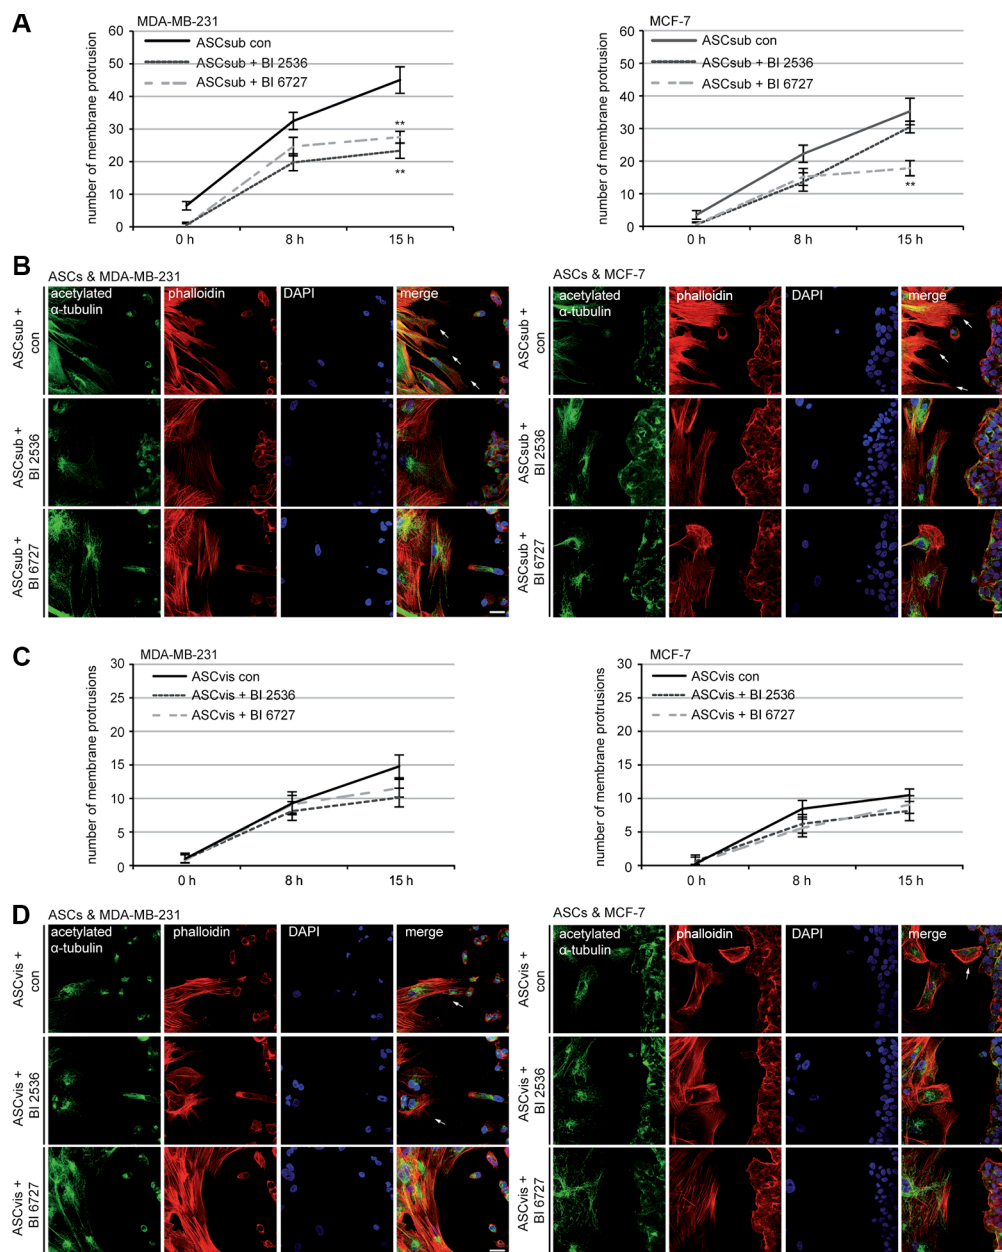 A
MDA-MB-231
number of membrane protrusion
60
50
40
30
20
10
0
ASCsub con
ASCsub + BI 2536
ASCsub + BI 6727
**
**
0 h
8 h
15 h
MCF-7
number of membrane protrusion
60
50
40
30
20
10
0
ASCsub con
ASCsub + BI 2536
ASCsub + BI 6727
**
0 h
8 h
15 h
B
ASCs & MDA-MB-231
acetylated
α-tubulin
phalloidin
DAPI
merge
ASCsub +
con
ASCsub +
BI 2536
ASCsub +
BI 6727
ASCs & MCF-7
acetylated
α-tubulin
phalloidin
DAPI
merge
ASCsub +
con
ASCsub +
BI 2536
ASCsub +
BI 6727
C
MDA-MB-231
number of membrane protrusions
30
25
20
15
10
5
0
ASCvis con
ASCvis + BI 2536
ASCvis + BI 6727
0 h
8 h
15 h
MCF-7
number of membrane protrusions
30
25
20
15
10
5
0
ASCvis con
ASCvis + BI 2536
ASCvis + BI 6727
0 h
8 h
15 h
D
ASCs & MDA-MB-231
acetylated
α-tubulin
phalloidin
DAPI
merge
ASCvis +
con
ASCvis +
BI 2536
ASCvis +
BI 6727
ASCs & MCF-7
acetylated
α-tubulin
phalloidin
DAPI
merge
ASCvis +
con
ASCvis +
BI 2536
ASCvis +
BI 6727